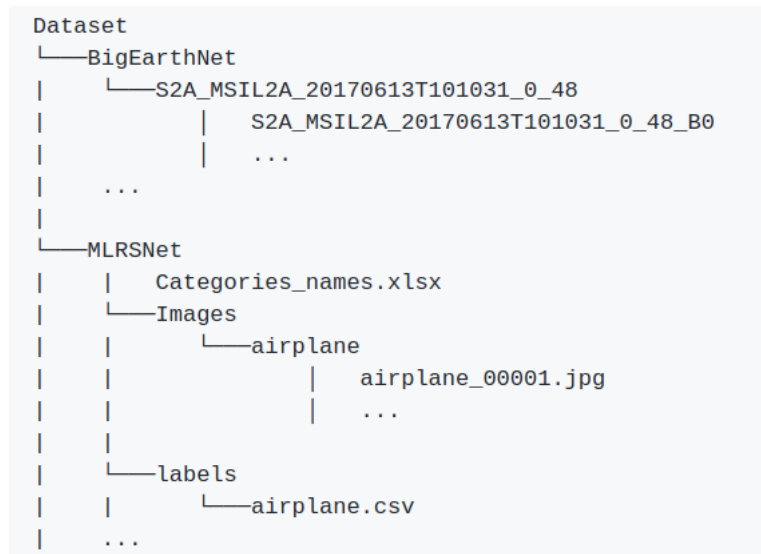 Dataset
└───BigEarthNet
|    └───S2A_MSIL2A_20170613T101031_0_48
|           │   S2A_MSIL2A_20170613T101031_0_48_B0
|           │   ...
|    ...
|
└───MLRSNet
|    |   Categories_names.xlsx
|    └───Images
|    |      └───airplane
|    |              │   airplane_00001.jpg
|    |              │   ...
|    |
|    └───labels
|    |      └───airplane.csv
|    ...